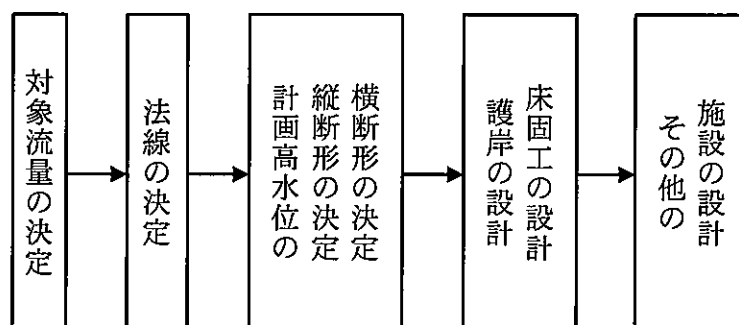 対象流量の決定
法線の決定
横断形の決定
縦断形の決定
計画高水位の
床固工の設計
護岸の設計
施設の設計
その他の